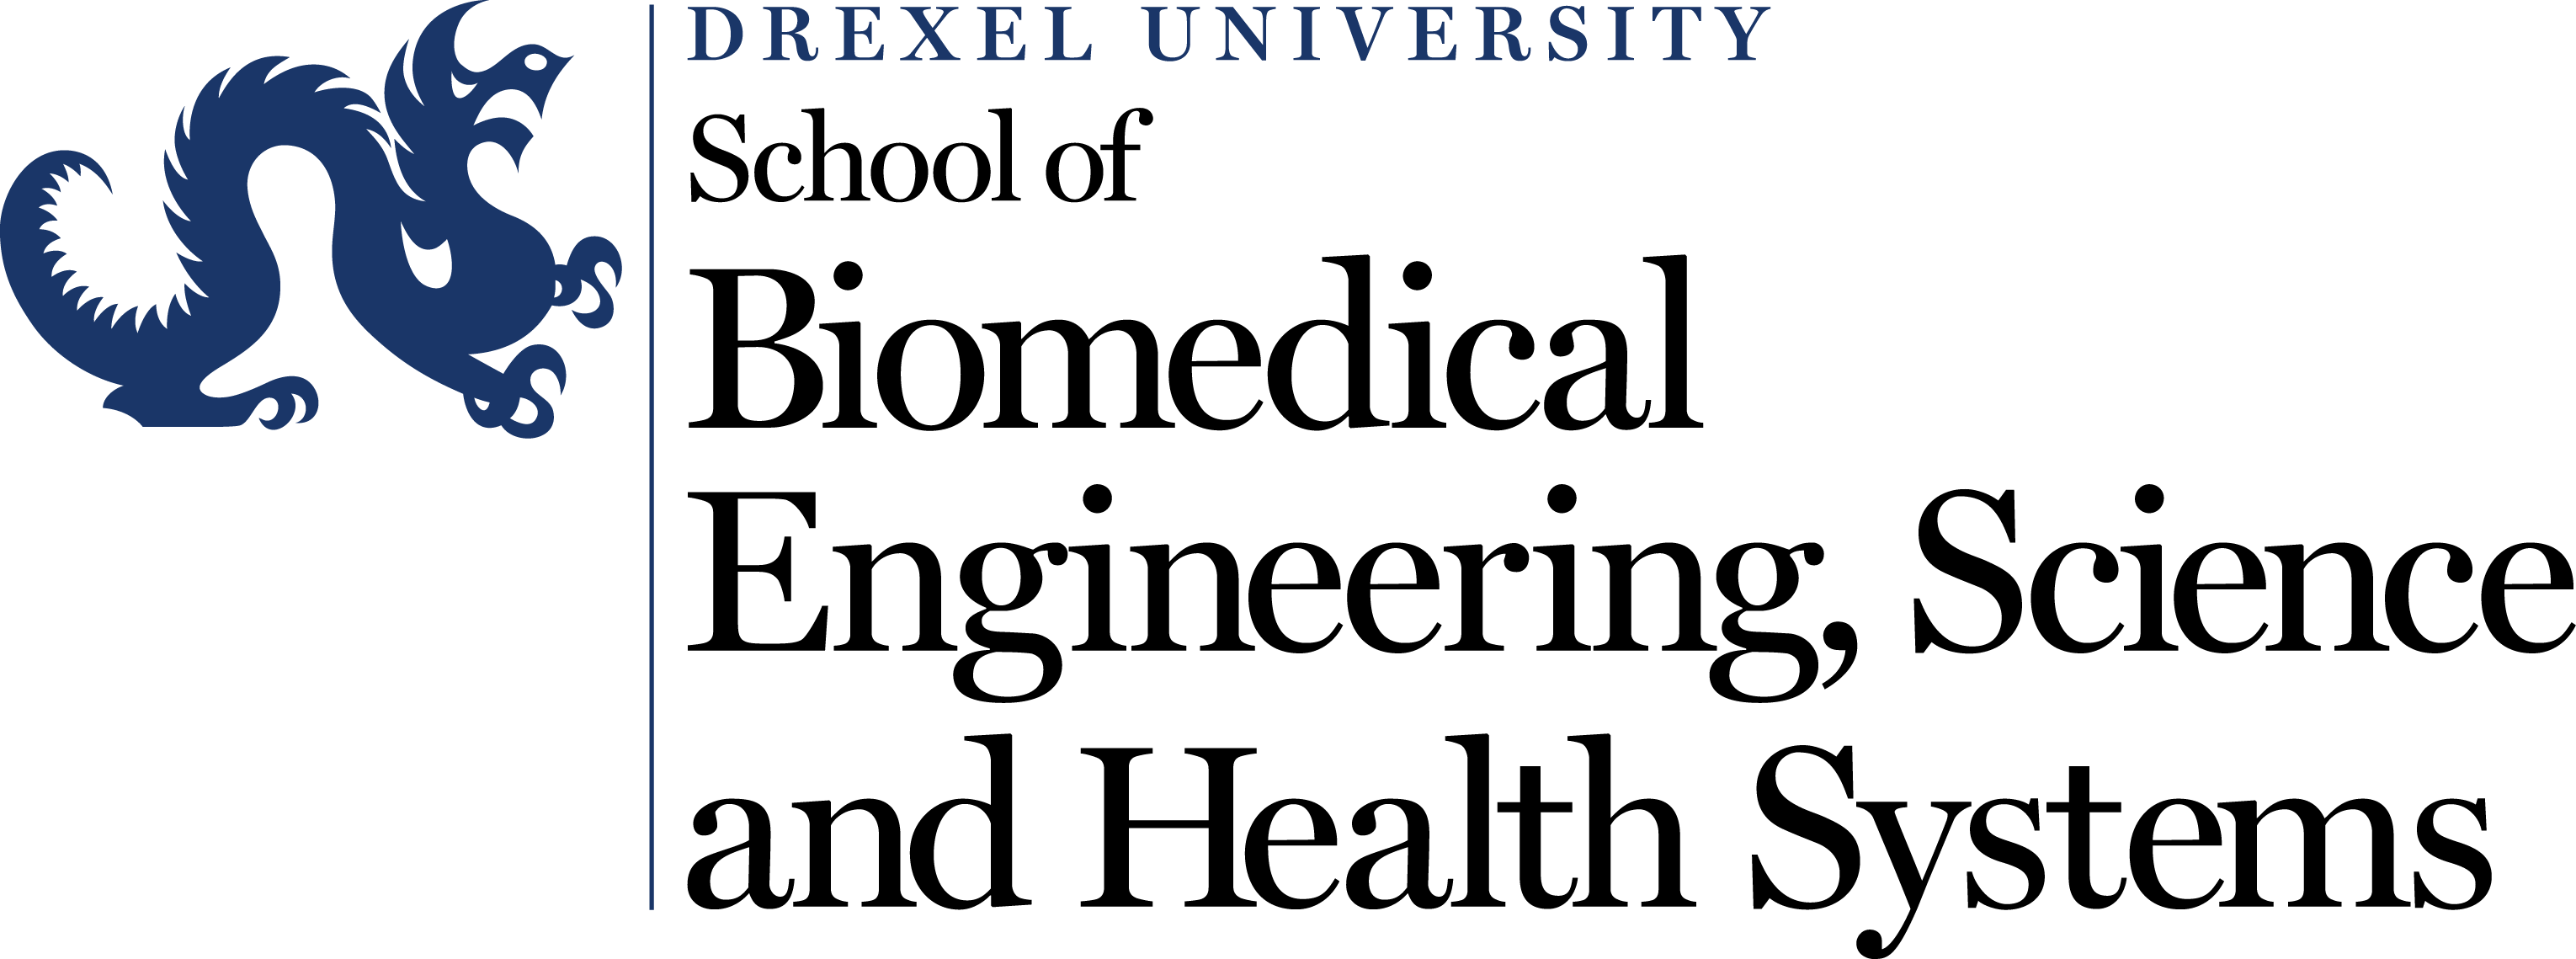 DREXEL UNIVERSITY
School of
Biomedical
Engineering, Science
and Health Systems